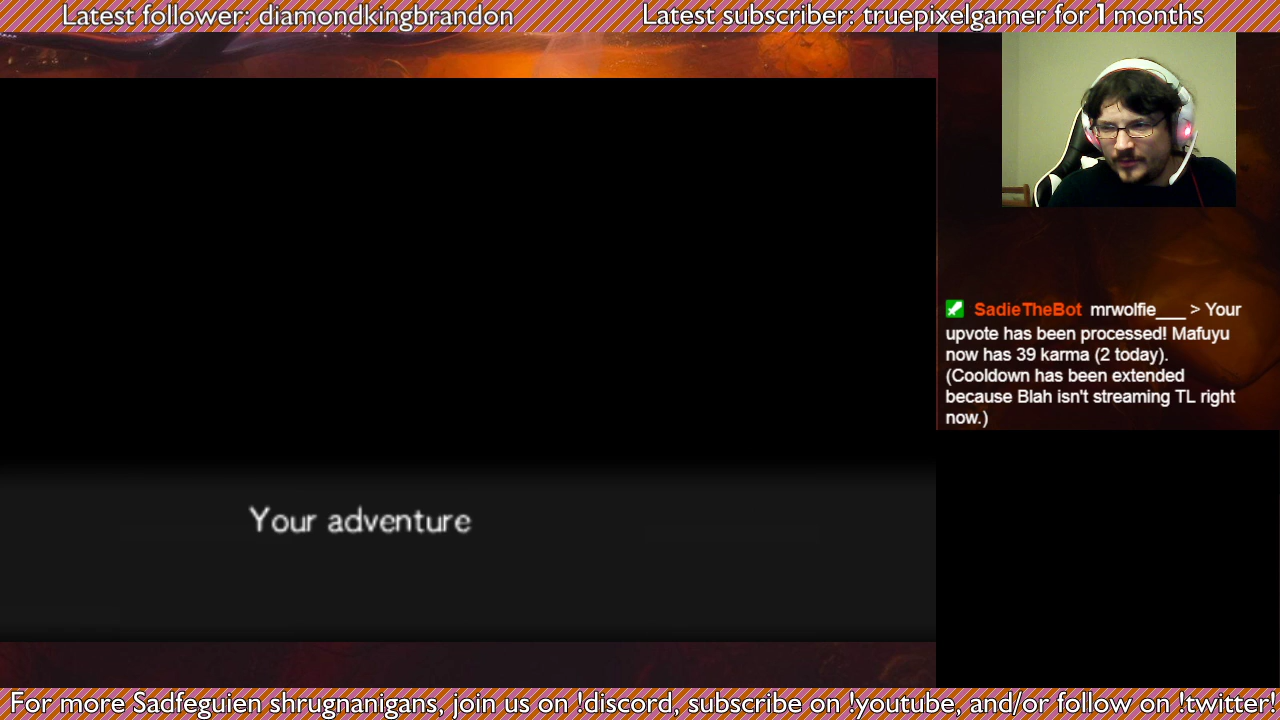 Latest follower: diamondkingbrandon
Latest subscriber: truepixelgamer for 1 months
SadieTheBot mrwolfie___ > Your
upvote has been processed! Mafuyu
now has 39 karma (2 today).
(Cooldown has been extended
because Blah isn't streaming TL right
now.)
Your adventure
For more Sadfeguien shrugnanigans, join us on !discord, subscribe on !youtube, and/or follow on !twitter!